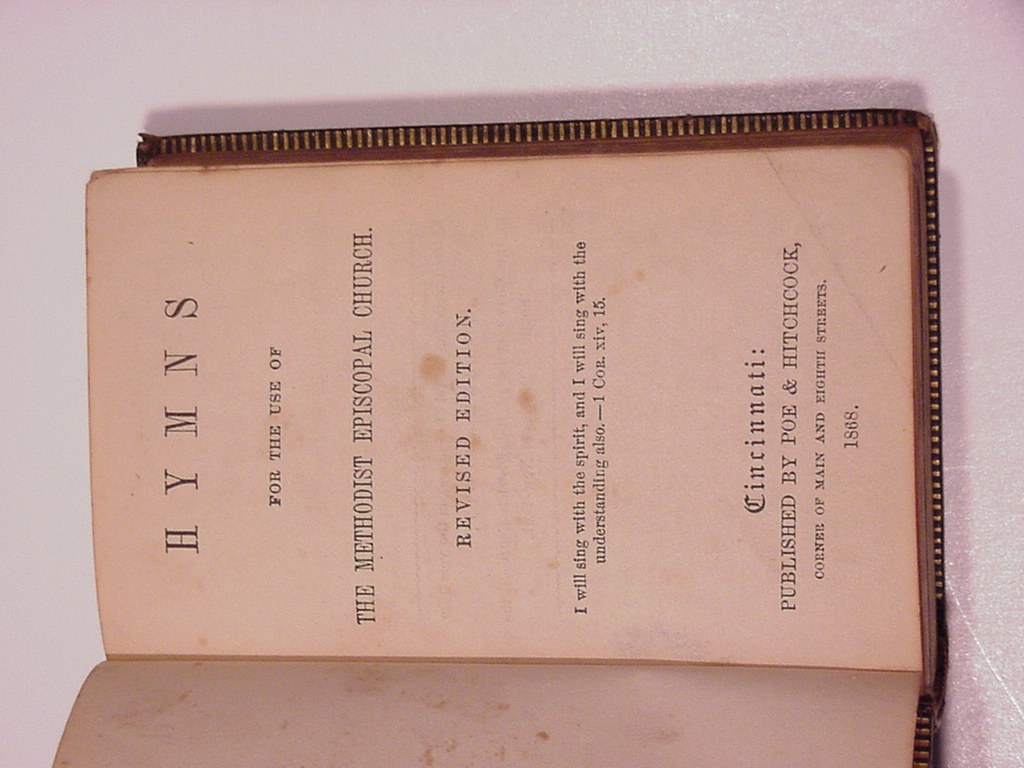 HYMNS
FOR THE USE OF
THE METHODIST EPISCOPAL CHURCH.
REVISED EDITION.
I will sing with the spirit, and I will sing with the
understanding also.—1 COR. xiv, 15.
Cincinnati:
PUBLISHED BY POE & HITCHCOCK,
CORNER OF MAIN AND EIGHTH STREETS.
1868.